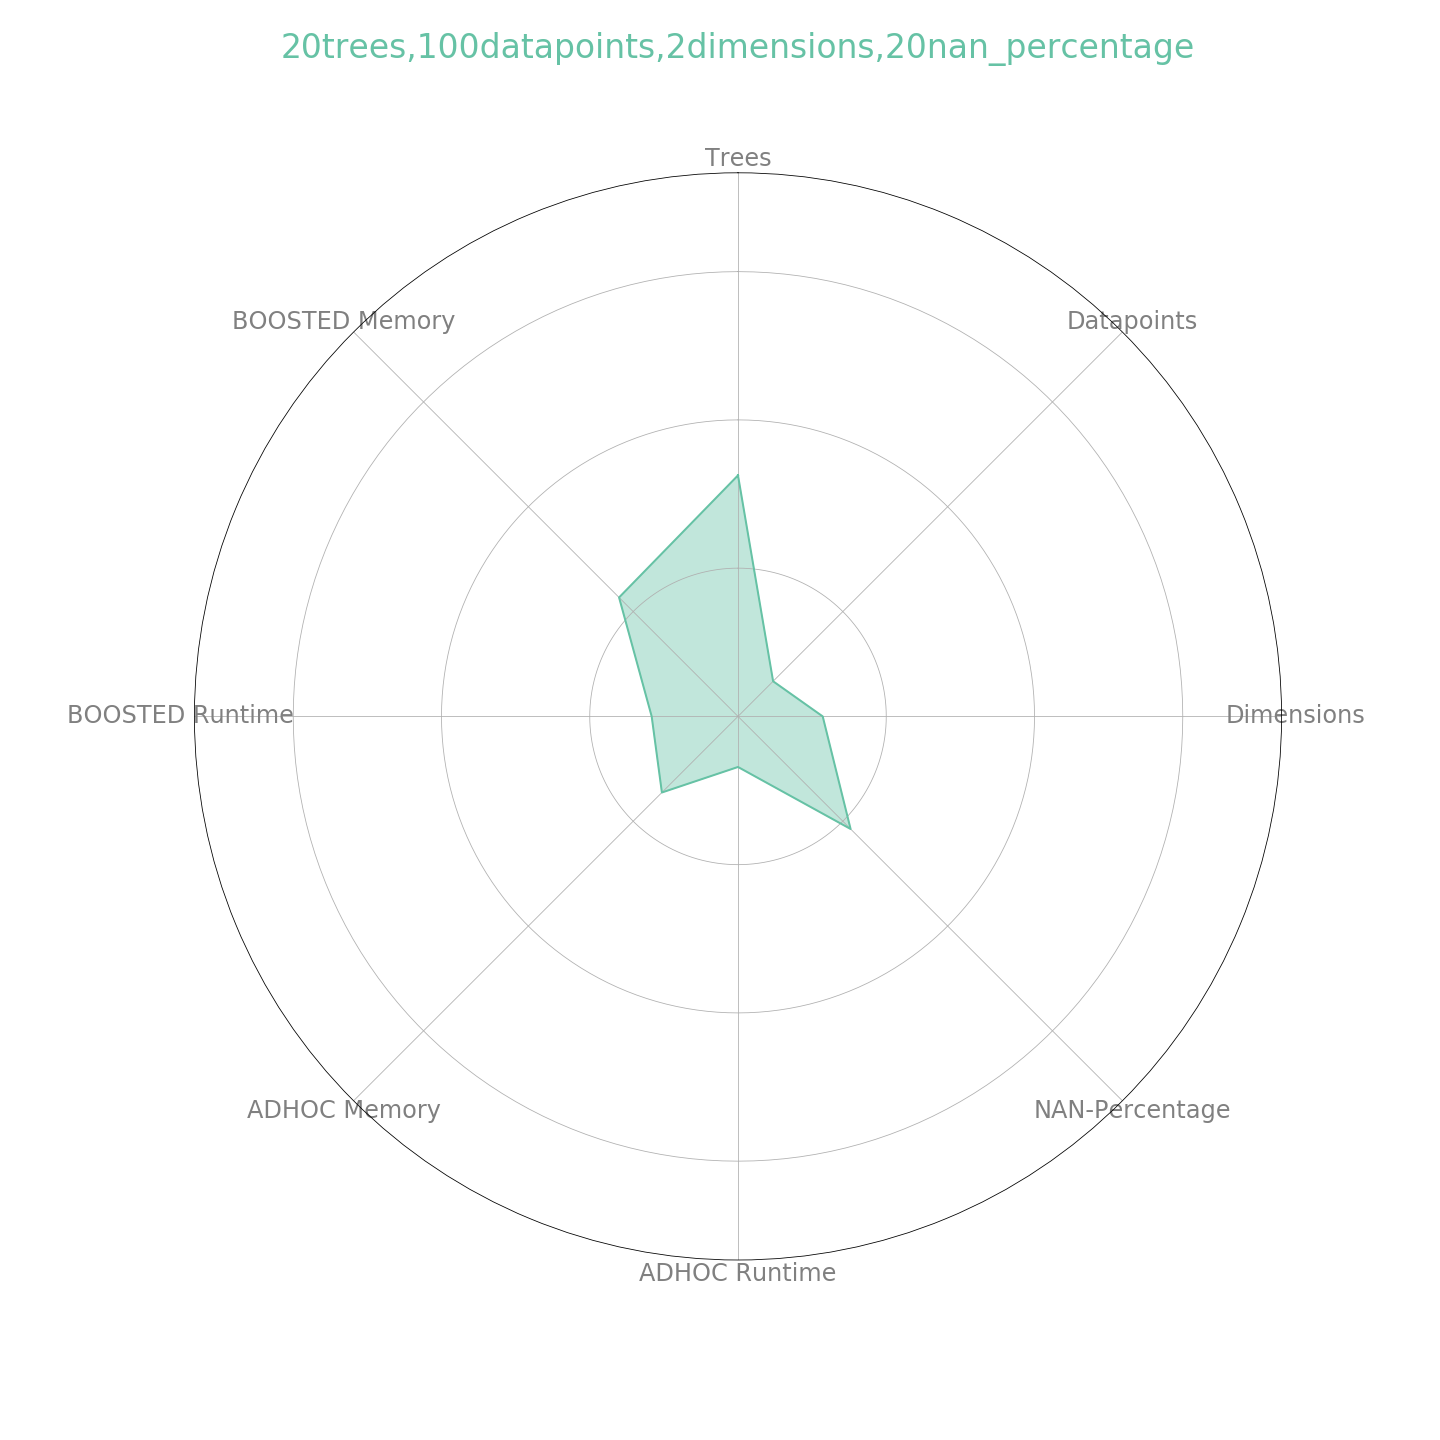 20trees,100datapoints,2dimensions,20nan_percentage
Trees
BOOSTED Memory
Datapoints
BOOSTED Runtime
Dimensions
ADHOC Memory
NAN-Percentage
ADHOC Runtime